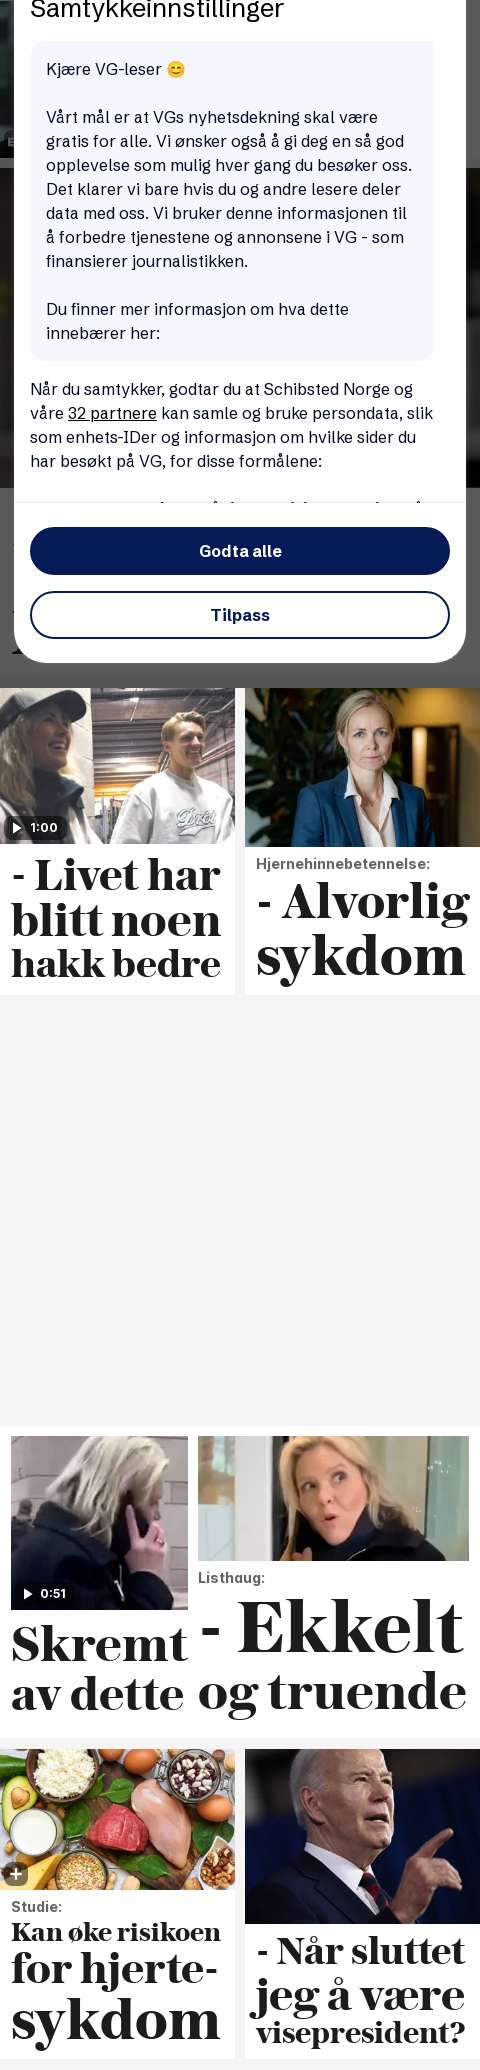 Samtykkeinnstillinger
Kjære VG-leser 😊
Vårt mål er at VGs nyhetsdekning skal være
gratis for alle. Vi ønsker også å gi deg en så god
opplevelse som mulig hver gang du besøker oss.
Det klarer vi bare hvis du og andre lesere deler
data med oss. Vi bruker denne informasjonen til
å forbedre tjenestene og annonsene i VG - som
finansierer journalistikken.
Du finner mer informasjon om hva dette
innebærer her:
Når du samtykker, godtar du at Schibsted Norge og
våre 32 partnere kan samle og bruke persondata, slik
som enhets-IDer og informasjon om hvilke sider du
har besøkt på VG, for disse formålene:
Godta alle
Tilpass
1:00
- Livet har
blitt noen
hakk bedre
Hjernehinnebetennelse:
- Alvorlig
sykdom
0:51
Skremt
av dette
Listhaug:
- Ekkelt
og truende
Studie:
Kan øke risikoen
for hjerte-
sykdom
- Når sluttet
jeg å være
visepresident?